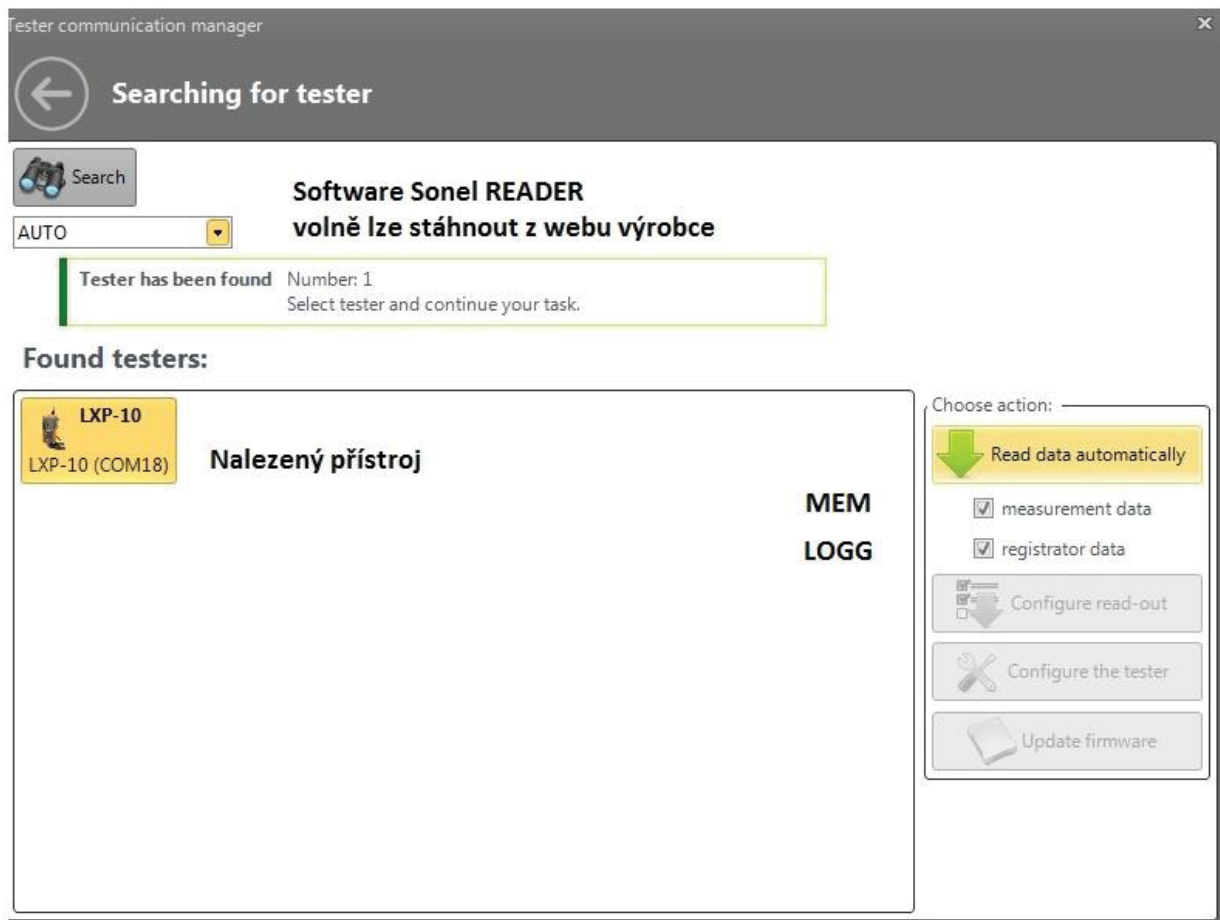 Tester communication manager
Searching for tester
Search
Software Sonel READER
AUTO
volně lze stáhnout z webu výrobce
Tester has been found Number: 1
Select tester and continue your task.
Found testers:
LXP-10
LXP-10 (COM18)
Nalezený přístroj
MEM
LOGG
Choose action:
Read data automatically
measurement data
registrator data
Configure read-out
Configure the tester
Update firmware